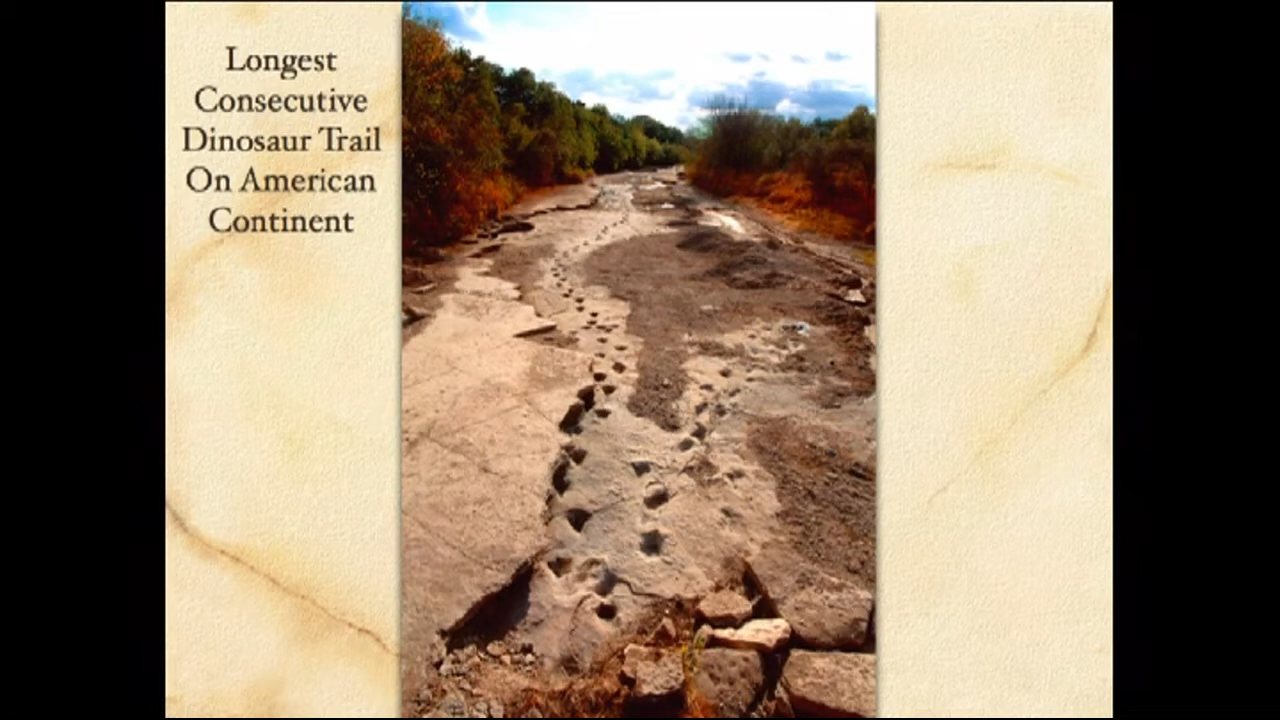 Longest
Consecutive
Dinosaur Trail
On American
Continent